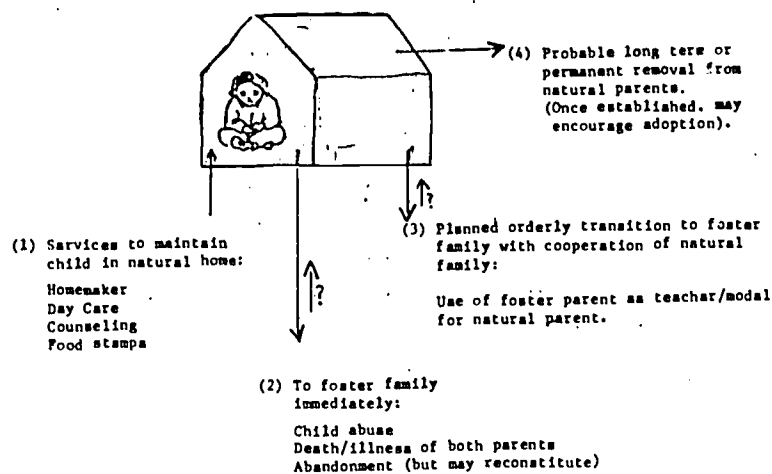 (4) Probable long term or
permanent removal from
natural parents.
(Once established. may
encourage adoption).
?
?
(1) Services to maintain
child in natural home:
Homemaker
Day Care
Counseling
Food stamps
(3) Planned orderly transition to foster
family with cooperation of natural
family:
Use of foster parent as teacher/model
for natural parent.
(2) To foster family
immediately:
Child abuse
Death/illness of both parents
Abandonment (but may reconstitute)